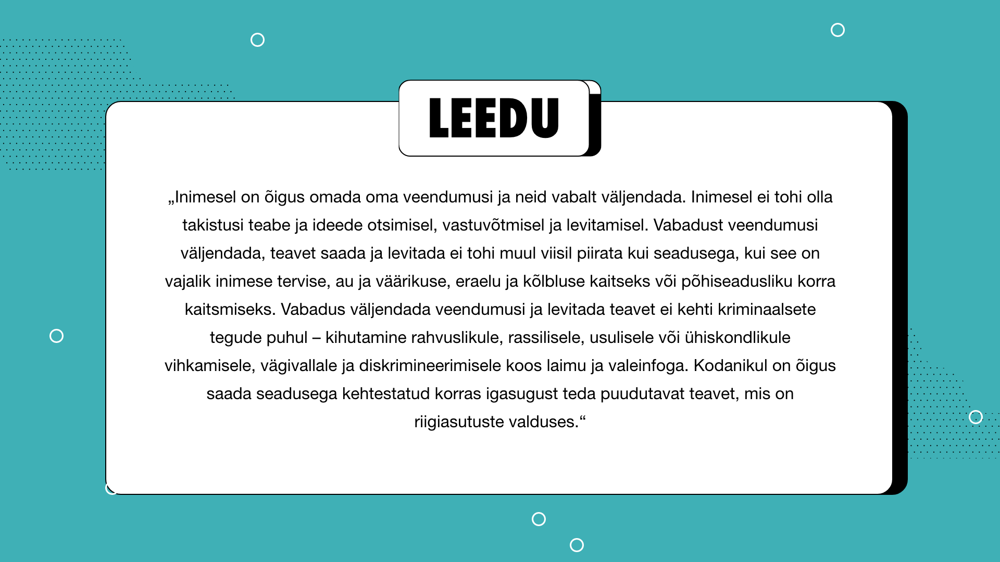 LEEDU
„Inimesel on õigus omada oma veendumusi ja neid vabalt väljendada. Inimesel ei tohi olla
takistusi teabe ja ideede otsimisel, vastuvõtmisel ja levitamisel. Vabadust veendumusi
väljendada, teavet saada ja levitada ei tohi muul viisil piirata kui seadusega, kui see on
vajalik inimese tervise, au ja väärikuse, eraelu ja kõlbluse kaitseks või põhiseadusliku korra
kaitsmiseks. Vabadus väljendada veendumusi ja levitada teavet ei kehti kriminaalsete
tegude puhul – kihutamine rahvuslikule, rassilisele, usulisele või ühiskondlikule
vihkamisele, vägivallale ja diskrimineerimisele koos laimu ja valeinfoga. Kodanikul on õigus
saada seadusega kehtestatud korras igasugust teda puudutavat teavet, mis on
riigiasutuste valduses.“